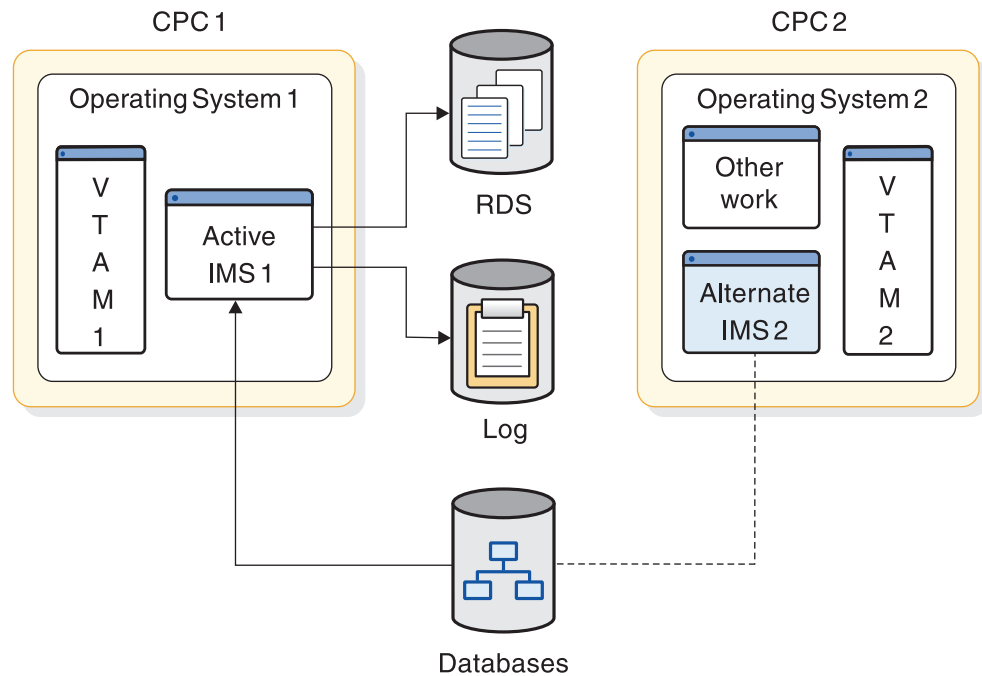 CPC 1
CPC 2
Operating System 1
V
T
A
M
1
Active
IMS 1
RDS
Log
Operating System 2
Other
work
Alternate
IMS 2
V
T
A
M
2
Databases